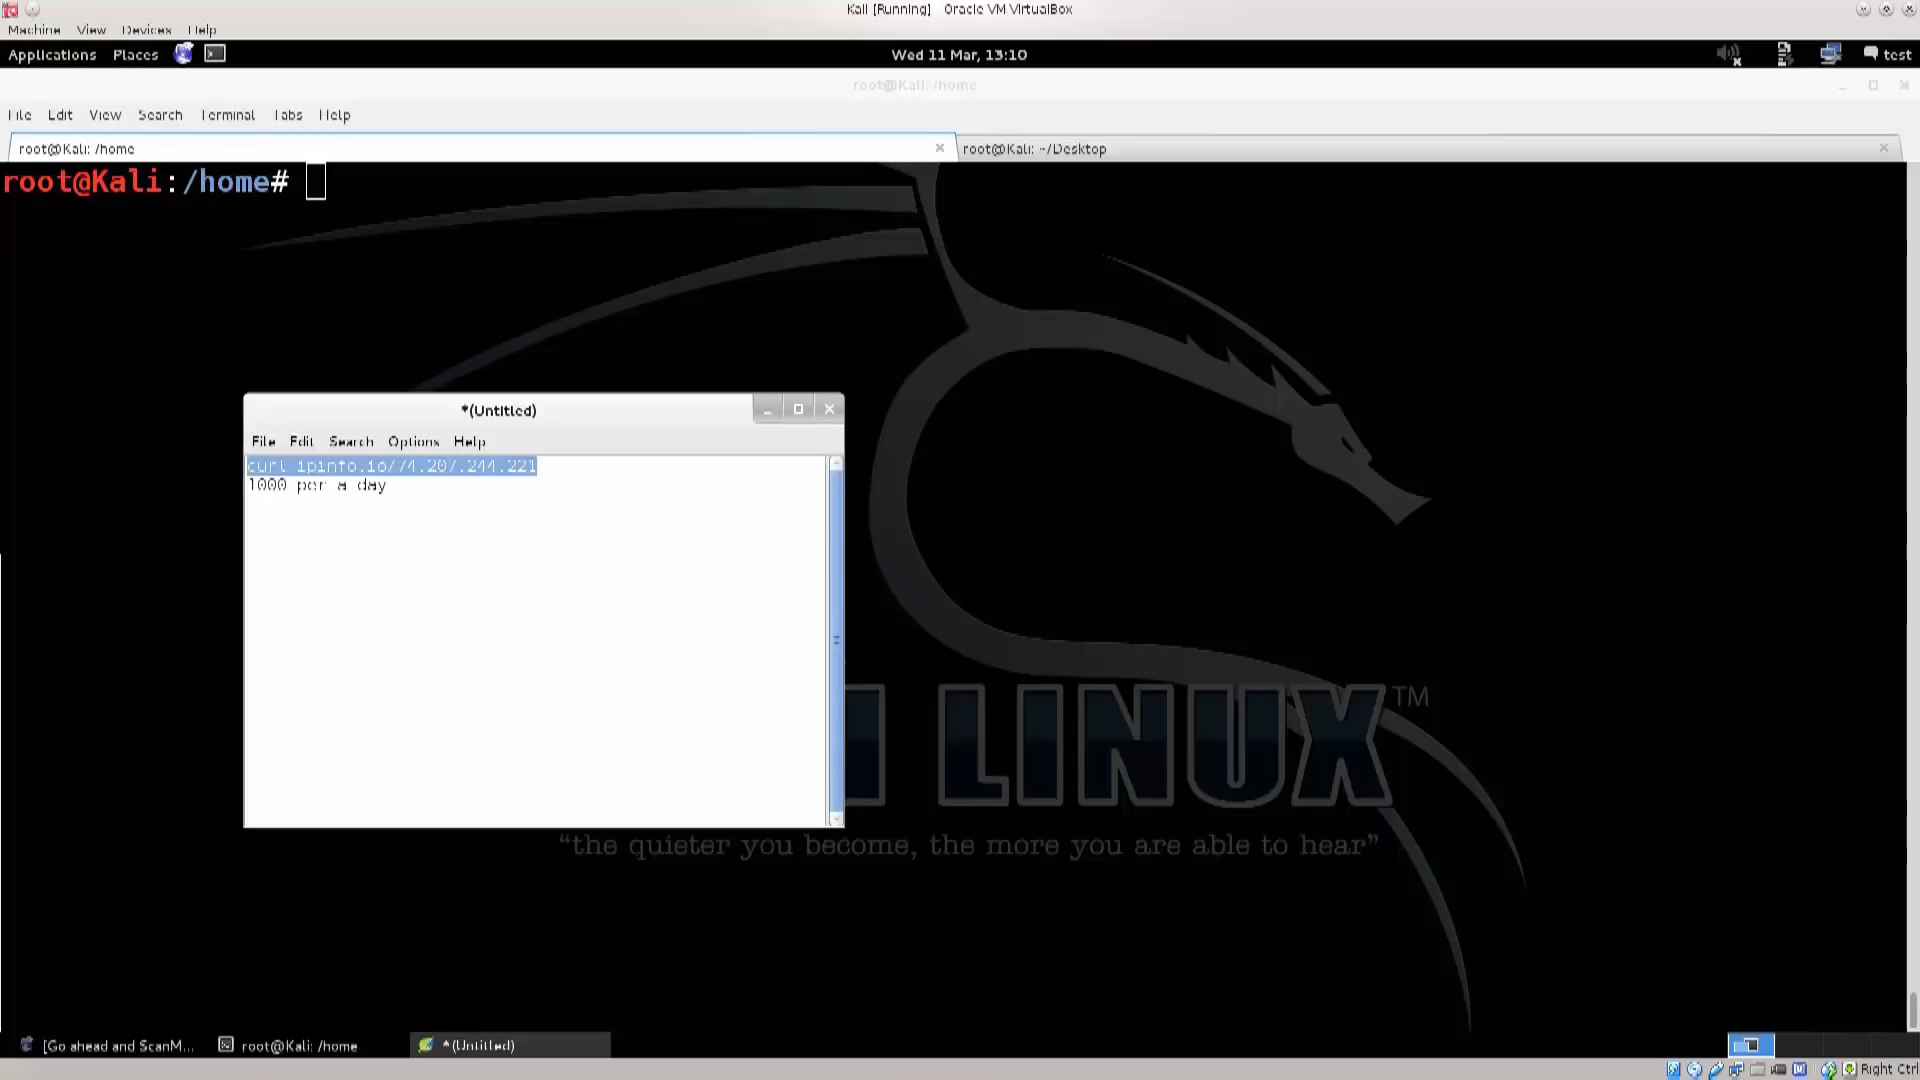 Kali [Running] Oracle VM VirtualBox
Machine View Devices Help
Applications Places
Wed 11 Mar, 13:10
test
root@Kali: /home
File Edit View Search Terminal Tabs Help
root@Kali: /home
root@Kali: ~/Desktop
root@Kali:/home#
*(Untitled)
File Edit Search Options Help
curl ipinfo.io/74.207.244.221
1000 per a day
LINUX™
“the quieter you become, the more you are able to hear”
[Go ahead and ScanM...
root@Kali: /home
*(Untitled)
Right Ctrl